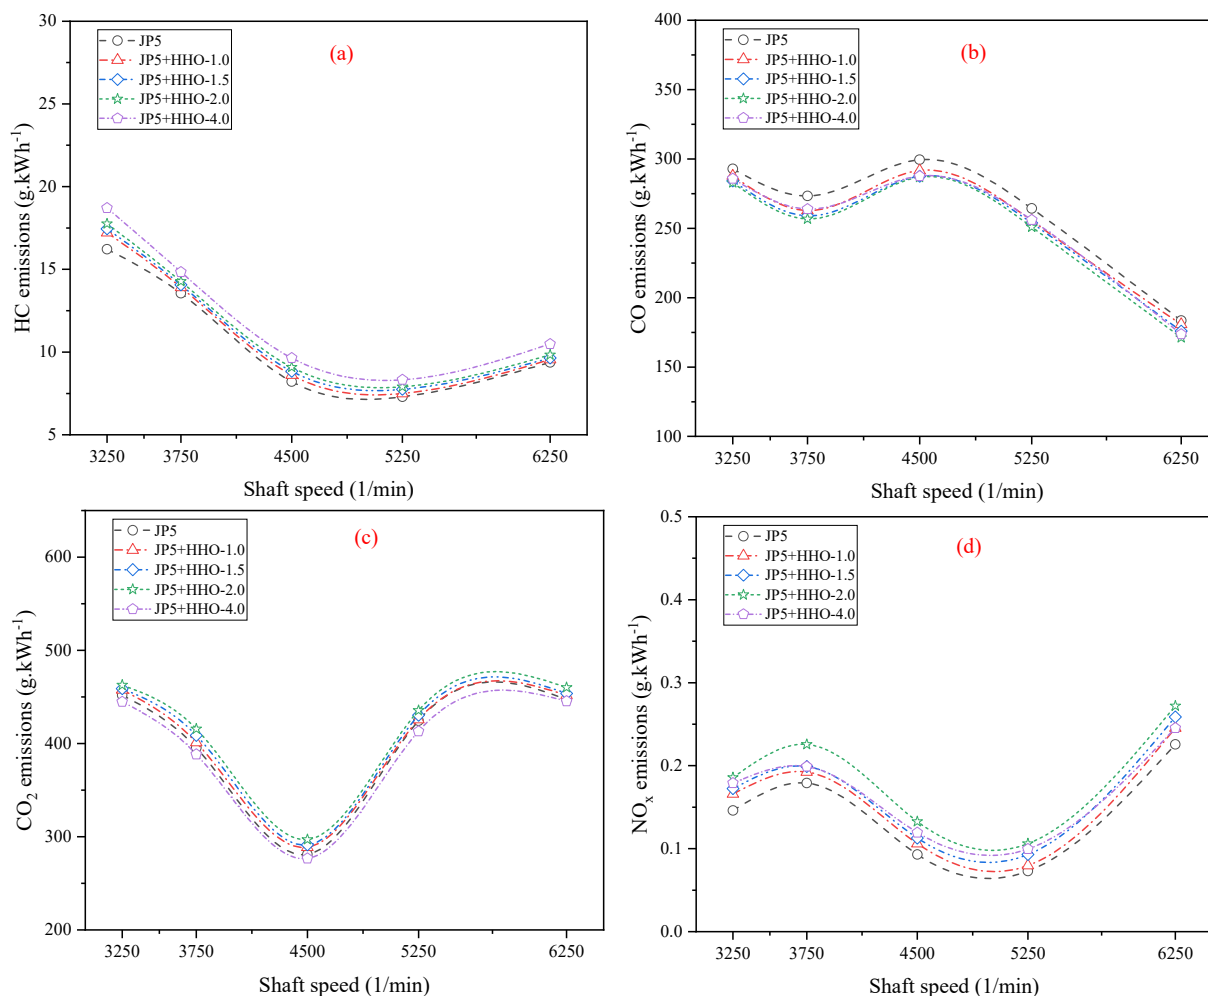 (a)
JP5
JP5+HHO-1.0
JP5+HHO-1.5
JP5+HHO-2.0
JP5+HHO-4.0
HC emissions (g.kWh-1)
30
25
20
15
10
5
3250 3750 4500 5250 6250
Shaft speed (1/min)
(b)
JP5
JP5+HHO-1.0
JP5+HHO-1.5
JP5+HHO-2.0
JP5+HHO-4.0
CO emissions (g.kWh-1)
400
350
300
250
200
150
100
3250 3750 4500 5250 6250
Shaft speed (1/min)
(c)
JP5
JP5+HHO-1.0
JP5+HHO-1.5
JP5+HHO-2.0
JP5+HHO-4.0
CO2 emissions (g.kWh-1)
600
500
400
300
200
3250 3750 4500 5250 6250
Shaft speed (1/min)
(d)
JP5
JP5+HHO-1.0
JP5+HHO-1.5
JP5+HHO-2.0
JP5+HHO-4.0
NOx emissions (g.kWh-1)
0.5
0.4
0.3
0.2
0.1
0.0
3250 3750 4500 5250 6250
Shaft speed (1/min)